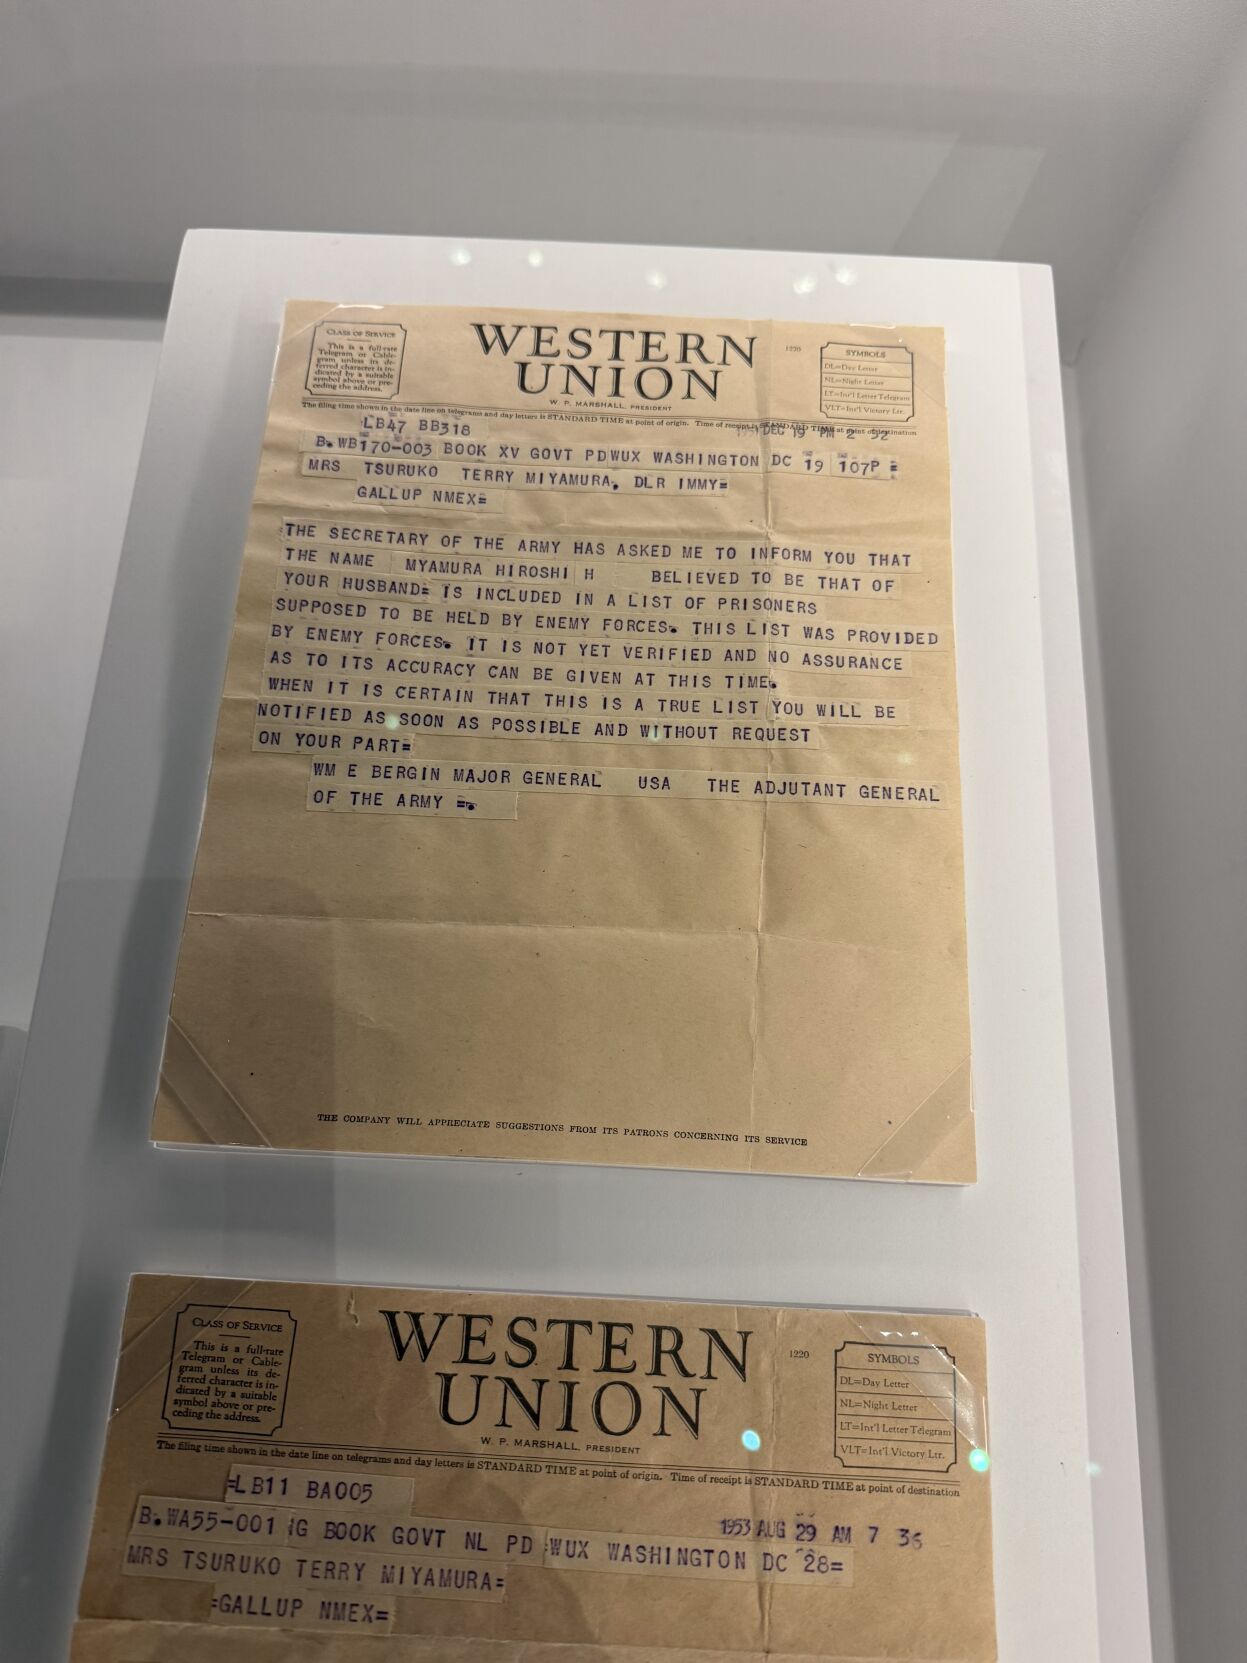 CLASS OF SERVICE
This is a full-rate
Telegram or Cable-
gram unless its de-
ferred character is in-
dicated by a suitable
symbol above or pre-
ceding the address.
WESTERN
UNION
W. P. MARSHALL, PRESIDENT
1220
SYMBOLS
DL=Day Letter
NL=Night Letter
LT=Int'l Letter Telegram
VLT=Int'l Victory Ltr.
The filing time shown in the date line on telegrams and day letters is STANDARD TIME at point of origin. Time of receipt is STANDARD TIME at point of destination
LB47 BB318
DEC 19 PM 2 52
B.WB170-003 BOOK XV GOVT PDWUX WASHINGTON DC 19 107P=
MRS TSURUKO TERRY MIYAMURA, DLR IMMY=
GALLUP NMEX=
THE SECRETARY OF THE ARMY HAS ASKED ME TO INFORM YOU THAT
THE NAME MYAMURA HIROSHI H BELIEVED TO BE THAT OF
YOUR HUSBAND= IS INCLUDED IN A LIST OF PRISONERS
SUPPOSED TO BE HELD BY ENEMY FORCES. THIS LIST WAS PROVIDED
BY ENEMY FORCES. IT IS NOT YET VERIFIED AND NO ASSURANCE
AS TO ITS ACCURACY CAN BE GIVEN AT THIS TIME.
WHEN IT IS CERTAIN THAT THIS IS A TRUE LIST YOU WILL BE
NOTIFIED AS SOON AS POSSIBLE AND WITHOUT REQUEST
ON YOUR PART=
WM E BERGIN MAJOR GENERAL USA THE ADJUTANT GENERAL
OF THE ARMY =.
THE COMPANY WILL APPRECIATE SUGGESTIONS FROM ITS PATRONS CONCERNING ITS SERVICE
CLASS OF SERVICE
This is a full-rate
Telegram or Cable-
gram unless its de-
ferred character is in-
dicated by a suitable
symbol above or pre-
ceding the address.
WESTERN
UNION
W. P. MARSHALL, PRESIDENT
1220
SYMBOLS
DL=Day Letter
NL=Night Letter
LT=Int'l Letter Telegram
VLT=Int'l Victory Ltr.
The filing time shown in the date line on telegrams and day letters is STANDARD TIME at point of origin. Time of receipt is STANDARD TIME at point of destination
=LB11 BA005
1953 AUG 29 AM 7 36
B.WA55-001 IG BOOK GOVT NL PD =WUX WASHINGTON DC 28=
MRS TSURUKO TERRY MIYAMURA=
=GALLUP NMEX=